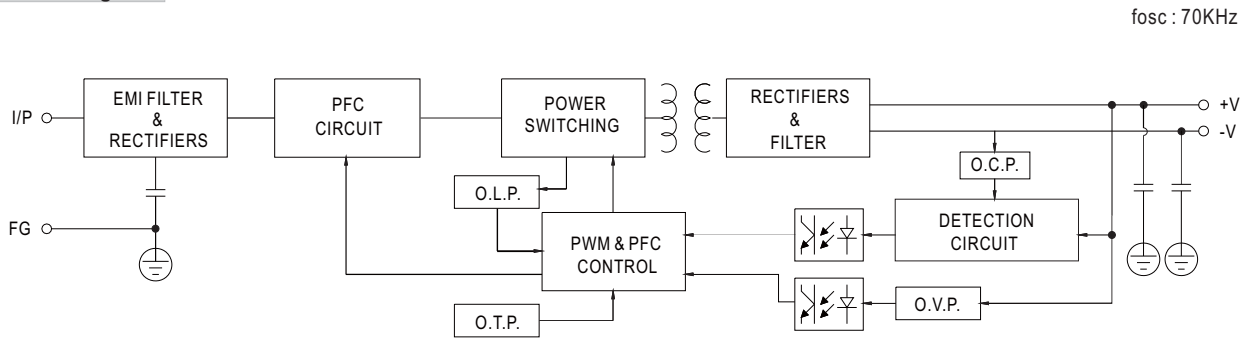 fosc : 70KHz
I/P
EMI FILTER
&
RECTIFIERS
PFC
CIRCUIT
POWER
SWITCHING
RECTIFIERS
&
FILTER
+V
-V
O.C.P.
O.L.P.
FG
PWM & PFC
CONTROL
DETECTION
CIRCUIT
O.T.P.
O.V.P.